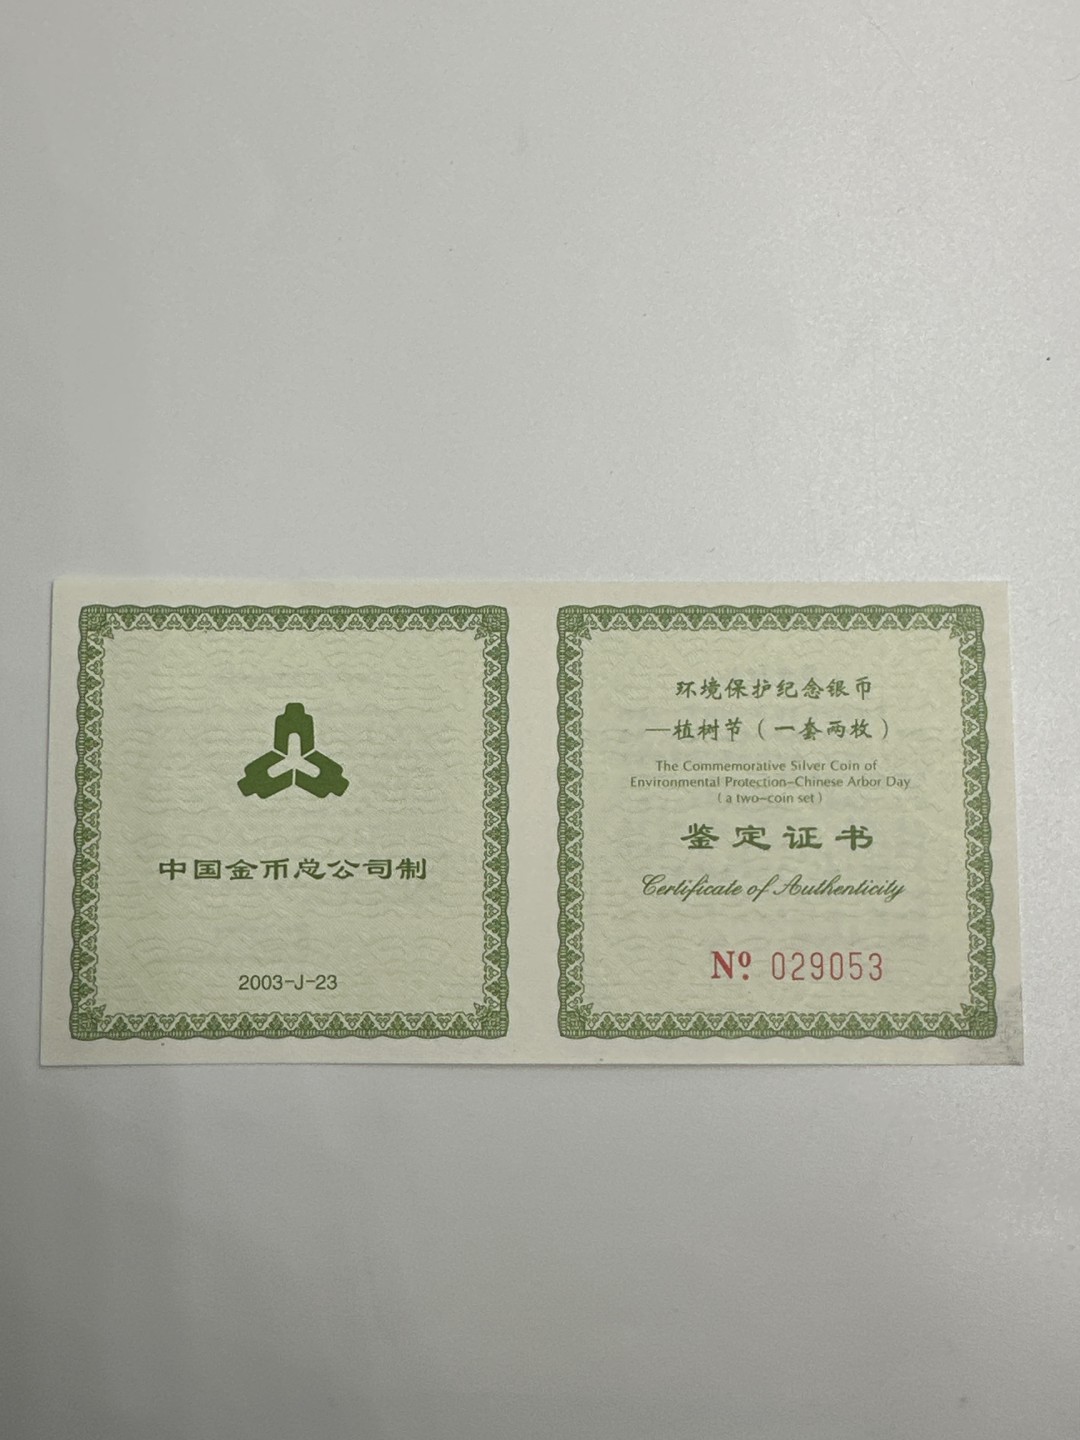 中国金币总公司制
2003-J-23
环境保护纪念银币
—植树节（一套两枚）
The Commemorative Silver Coin of
Environmental Protection-Chinese Arbor Day
( a two-coin set )
鉴定证书
Certificate of Authenticity
Nº 029053